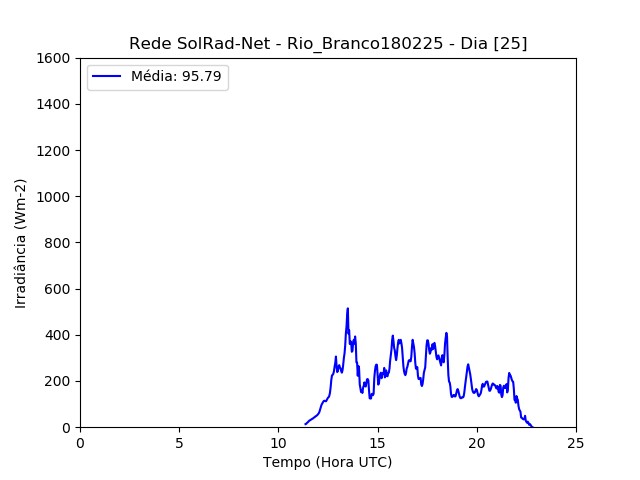 Rede SolRad-Net - Rio_Branco180225 - Dia [25]
Média: 95.79
1600
1400
1200
1000
800
600
400
200
0
Irradiância (Wm-2)
0 5 10 15 20 25
Tempo (Hora UTC)